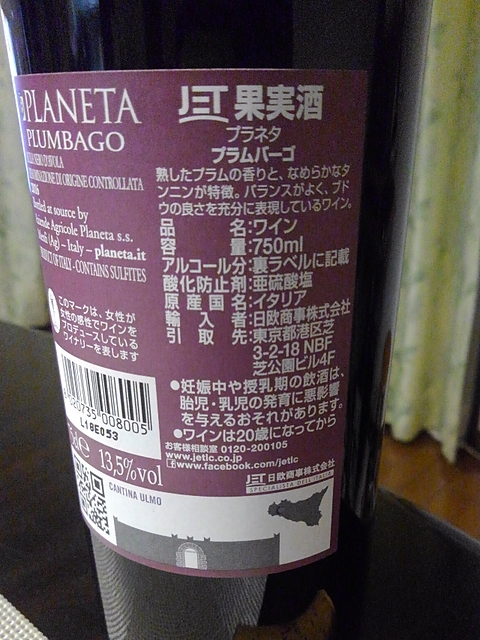 PLANETA
PLUMBAGO
NERO D'AVOLA
DENOMINAZIONE DI ORIGINE CONTROLLATA
at source by
Agricole Planeta s.s.
(Ag) - Italy - planeta.it
PRODUCT OF ITALY - CONTAINS SULFITES
このマークは、女性が
女性の感性でワインを
プロデュースしている
ワイナリーを表します
008005
L18E053
13,5%vol
CANTINA ULMO
JET 果実酒
プラネタ
プラムバーゴ
熟したプラムの香りと、なめらかなタ
ンニンが特徴。バランスがよく、ブド
ウの良さを充分に表現しているワイン。
品名:ワイン
容量:750ml
アルコール分:裏ラベルに記載
酸化防止剤:亜硫酸塩
原産国名:イタリア
輸入者:日欧商事株式会社
引取先:東京都港区芝
3-2-18 NBF
芝公園ビル4F
●妊娠中や授乳期の飲酒は、
胎児・乳児の発育に悪影響
を与えるおそれがあります。
●ワインは20歳になってから
お客様相談室 0120-200105
www.jetlc.co.jp
www.facebook.com/jetlc
JET 日欧商事株式会社
SPECIALISTA DELL'ITALIA